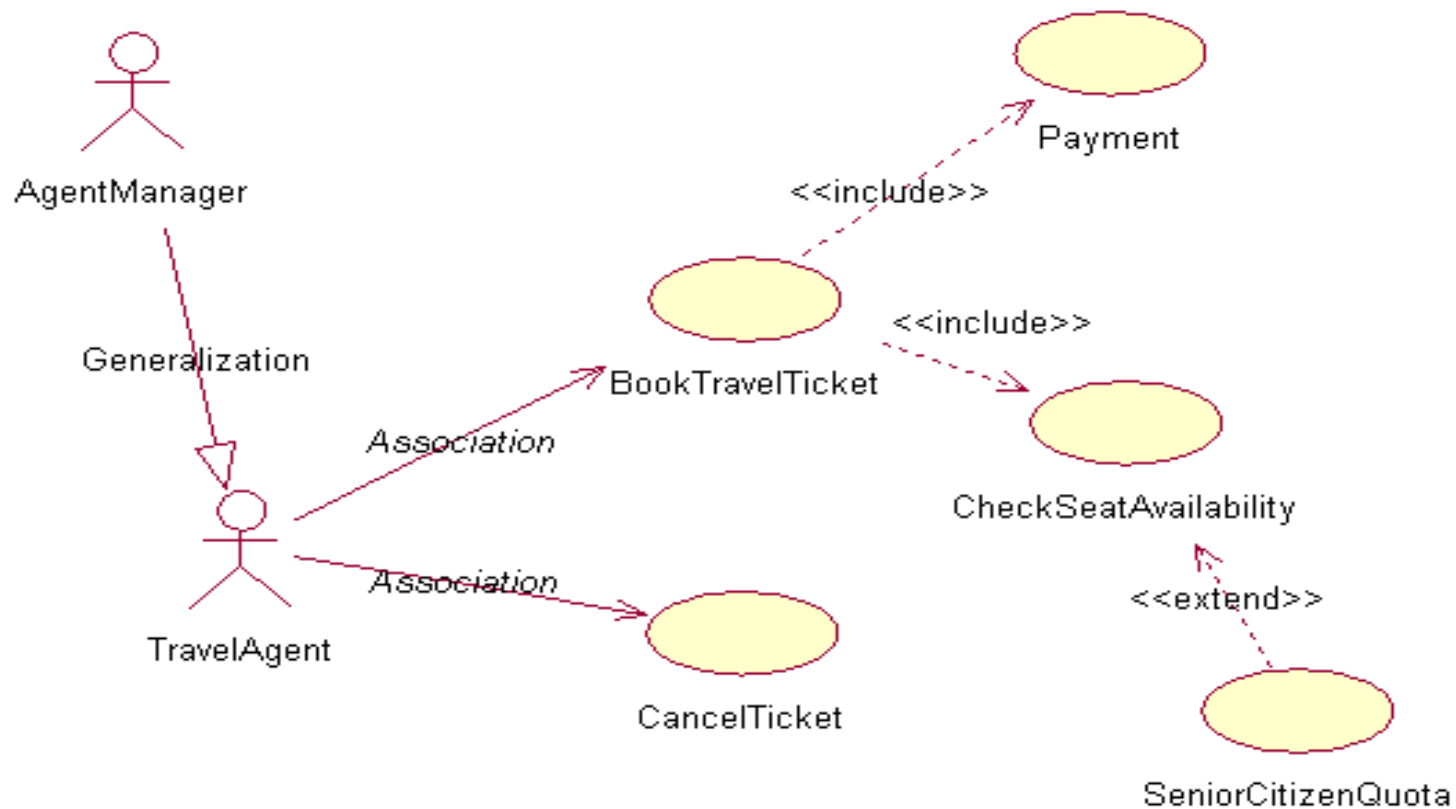 Payment
AgentManager
<<include>>
Generalization
<<include>>
BookTravelTicket
Association
CheckSeatAvailability
Association
<<extend>>
TravelAgent
CancelTicket
SeniorCitizenQuota